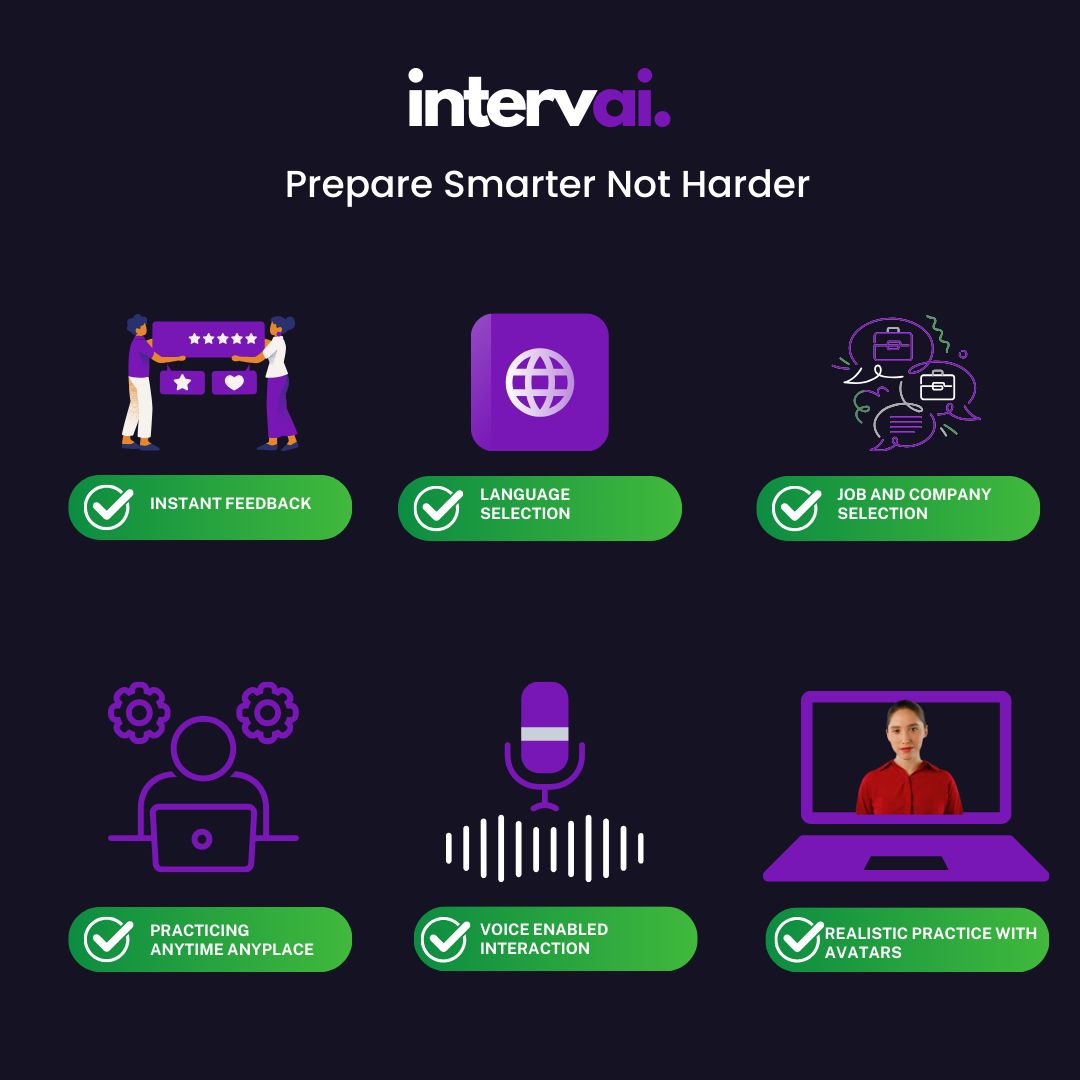 intervai.
Prepare Smarter Not Harder
INSTANT FEEDBACK
LANGUAGE
SELECTION
JOB AND COMPANY
SELECTION
PRACTICING
ANYTIME ANYPLACE
VOICE ENABLED
INTERACTION
REALISTIC PRACTICE WITH
AVATARS